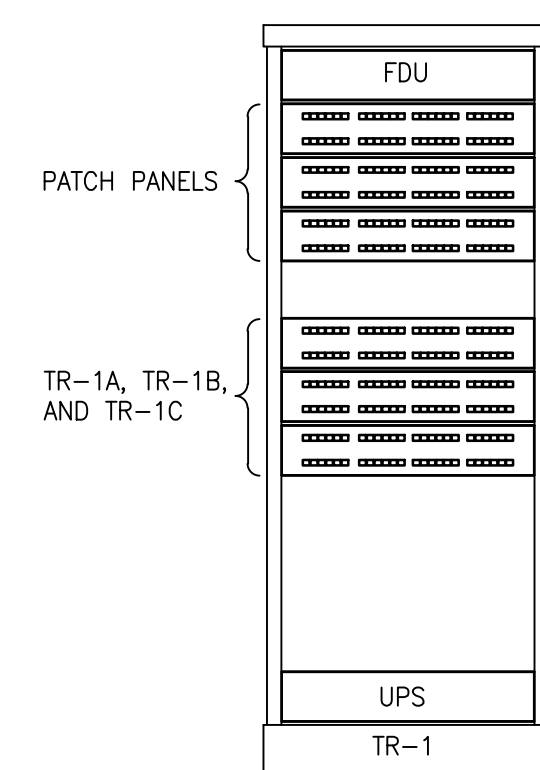 FDU
PATCH PANELS
TR-1A, TR-1B,
AND TR-1C
UPS
TR-1